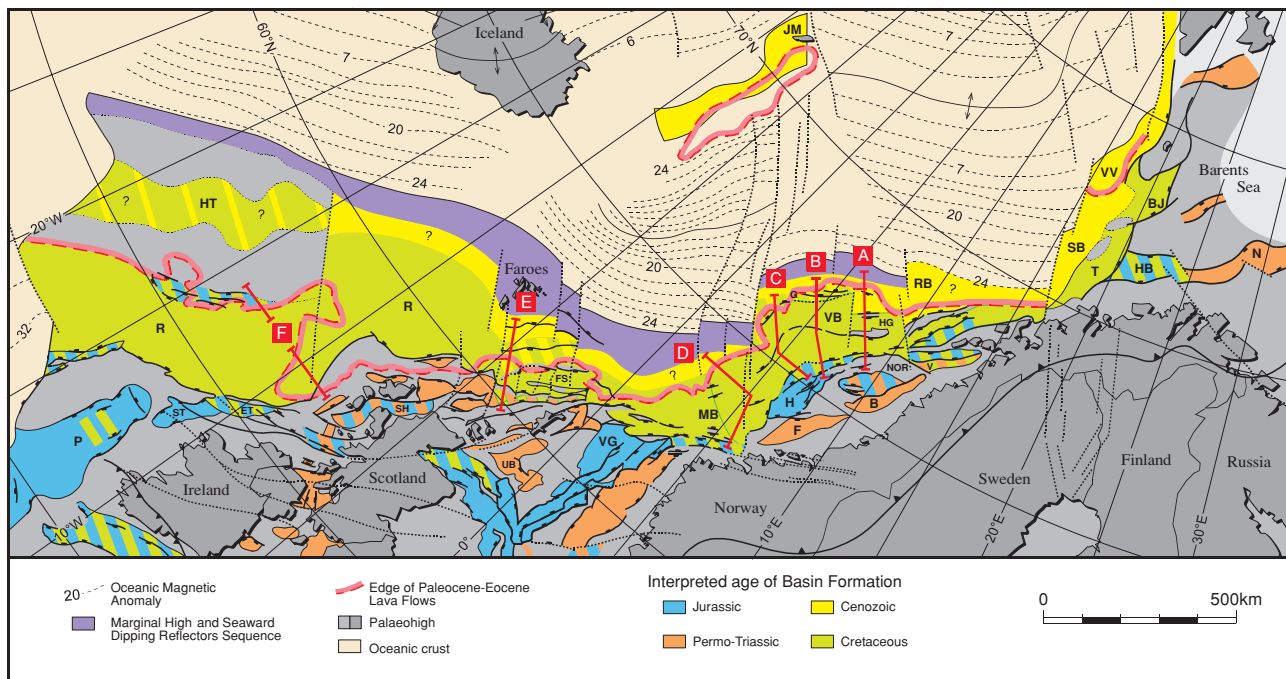 60°N
7
Iceland
6
70°N
JM
20
24
7
7
Barents
Sea
VV
BJ
HT
?
?
20°W
24
20
20
SB
T
HB
N
?
Faroes
E
C
B
A
RB
?
24
32
R
R
F
24
D
G
VB
HG
?
FS
NOR
V
ST
ET
SH
MB
H
B
F
P
VG
UB
Ireland
Scotland
Norway
Sweden
Finland
Russia
10°W
0°
10°E
20°E
30°E
20 Oceanic Magnetic
Anomaly
Marginal High and Seaward
Dipping Reflectors Sequence
Edge of Paleocene-Eocene
Lava Flows
Palaeohigh
Oceanic crust
Interpreted age of Basin Formation
Jurassic
Cenozoic
Permo-Triassic
Cretaceous
0 500km